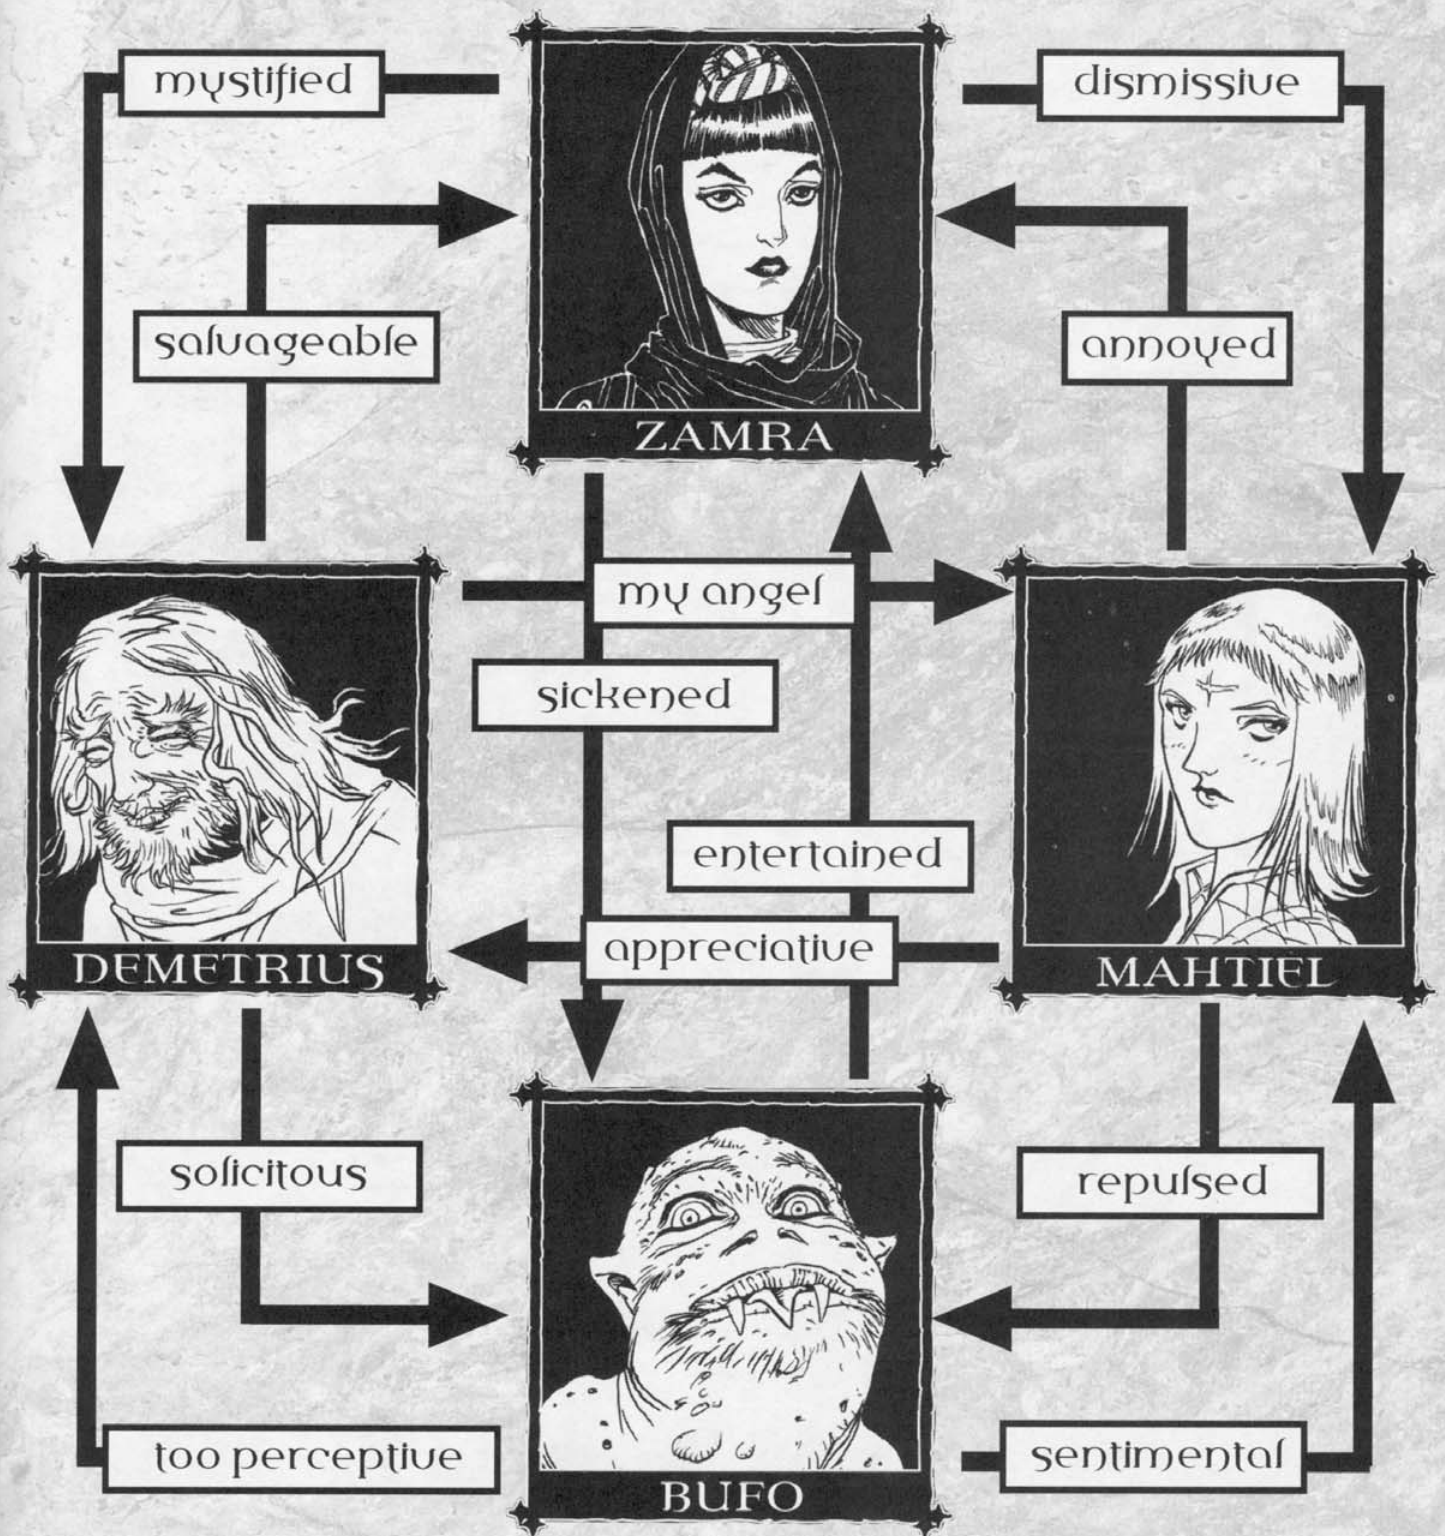 mystified
dismissive
salvageable
annoyed
ZAMRA
my angel
sickened
entertained
appreciative
DEMETRIUS
MAHTIEL
solicitous
repulsed
too perceptive
sentimental
BUFO